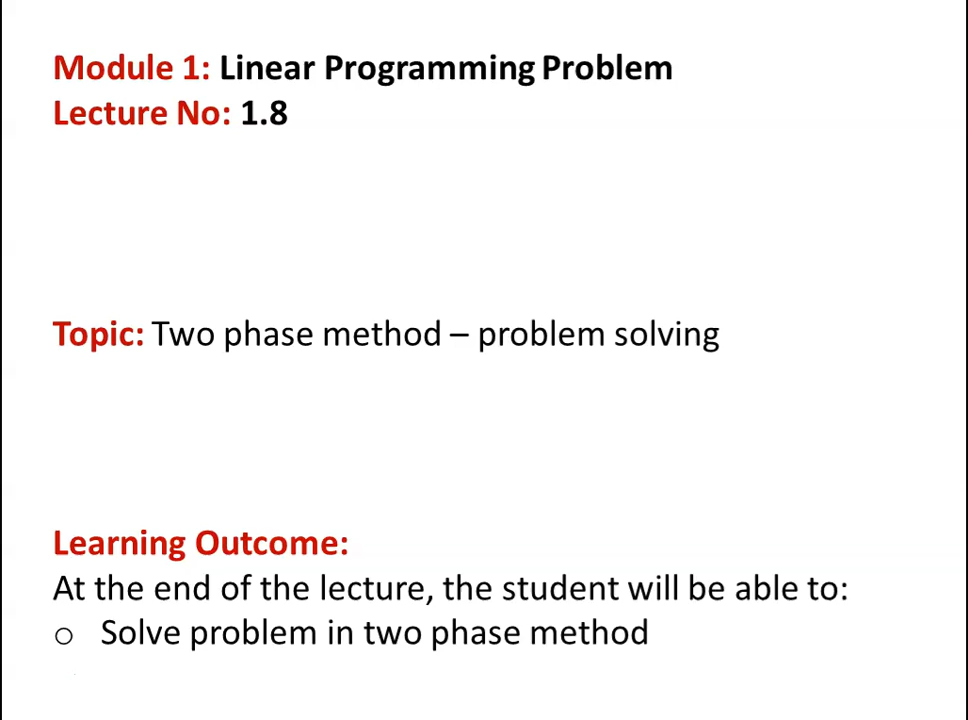 Module 1: Linear Programming Problem
Lecture No: 1.8
Topic: Two phase method – problem solving
Learning Outcome:
At the end of the lecture, the student will be able to:
o Solve problem in two phase method